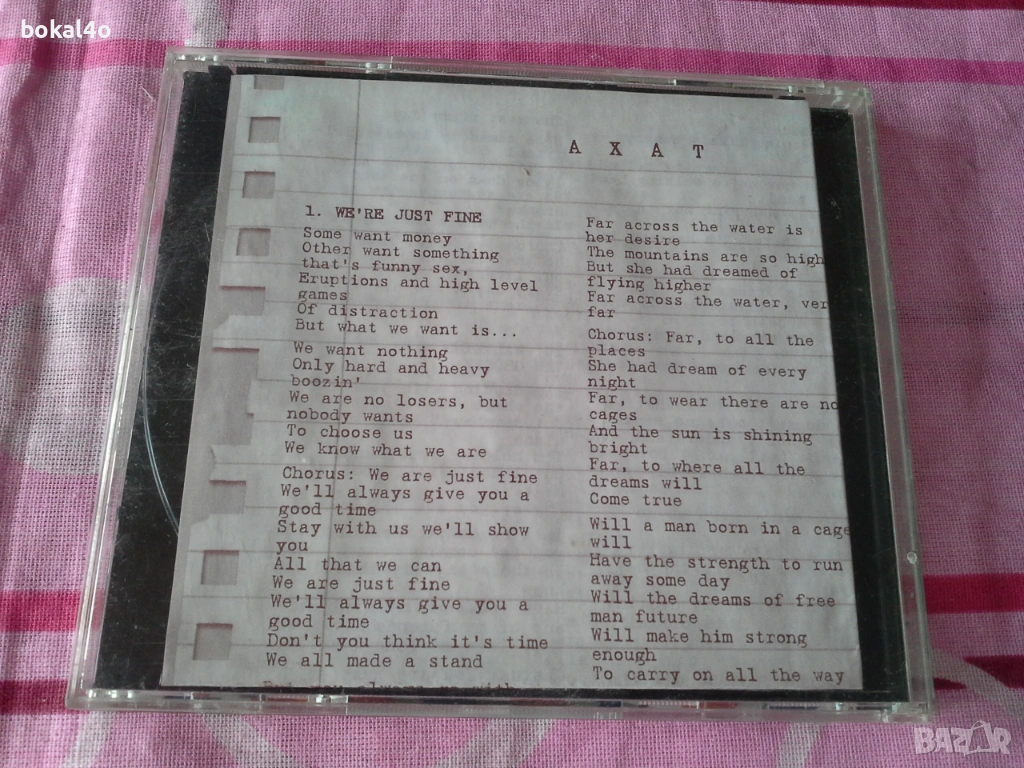 bokal4o
А Х А Т
1. WE'RE JUST FINE
Some want money
Other want something
that's funny sex,
Eruptions and high level
games
Of distraction
But what we want is...
We want nothing
Only hard and heavy
boozin'
We are no losers, but
nobody wants
To choose us
We know what we are
Chorus: We are just fine
We'll always give you a
good time
Stay with us we'll show
you
All that we can
We are just fine
We'll always give you a
good time
Don't you think it's time
We all made a stand
Far across the water is
her desire
The mountains are so high
But she had dreamed of
flying higher
Far across the water, ver
far
Chorus: Far, to all the
places
She had dream of every
night
Far, to wear there are no
cages
And the sun is shining
bright
Far, to where all the
dreams will
Come true
Will a man born in a cage
will
Have the strength to run
away some day
Will the dreams of free
man future
Will make him strong
enough
To carry on all the way
BAZAR